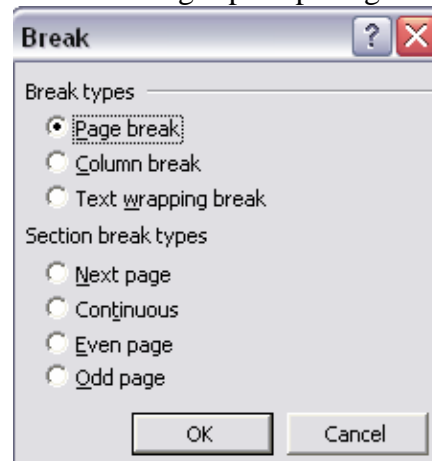 Break
Break types
Page break
Column break
Text wrapping break
Section break types
Next page
Continuous
Even page
Odd page
OK Cancel